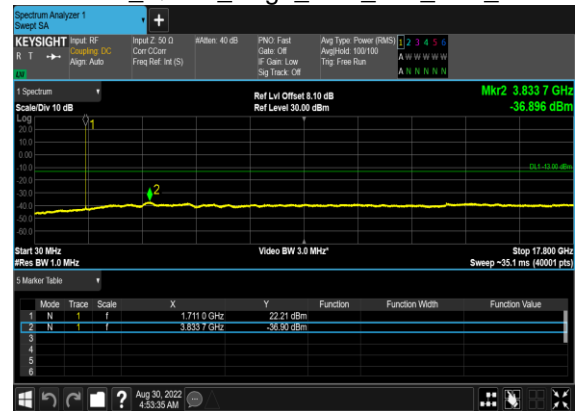 Spectrum Analyzer 1
Swept SA
+
KEYSIGHT Input: RF Input Z: 50 Ω #Atten: 40 dB PNO: Fast Avg Type: Power (RMS) 1 2 3 4 5 6
R T Coupling: DC Corr CCorr Gate: Off Avg|Hold: 100/100 A W W W W W
Align: Auto Freq Ref: Int (S) IF Gain: Low Trig: Free Run
LU Sig Track: Off A N N N N N
1 Spectrum Ref Lvl Offset 8.10 dB Mkr2 3.833 7 GHz
Scale/Div 10 dB Ref Level 30.00 dBm -36.896 dBm
Log
1
20.0
10.0
0.00
-10.0 DL1 -13.00 dBm
-20.0
-30.0 2
-40.0
-50.0
-60.0
Start 30 MHz Video BW 3.0 MHz* Stop 17.800 GHz
#Res BW 1.0 MHz Sweep ~35.1 ms (40001 pts)
5 Marker Table
Mode Trace Scale X Y Function Function Width Function Value
1 N 1 f 1.711 0 GHz 22.21 dBm
2 N 1 f 3.833 7 GHz -36.90 dBm
3
4
5
6
? Aug 30, 2022
4:53:35 AM